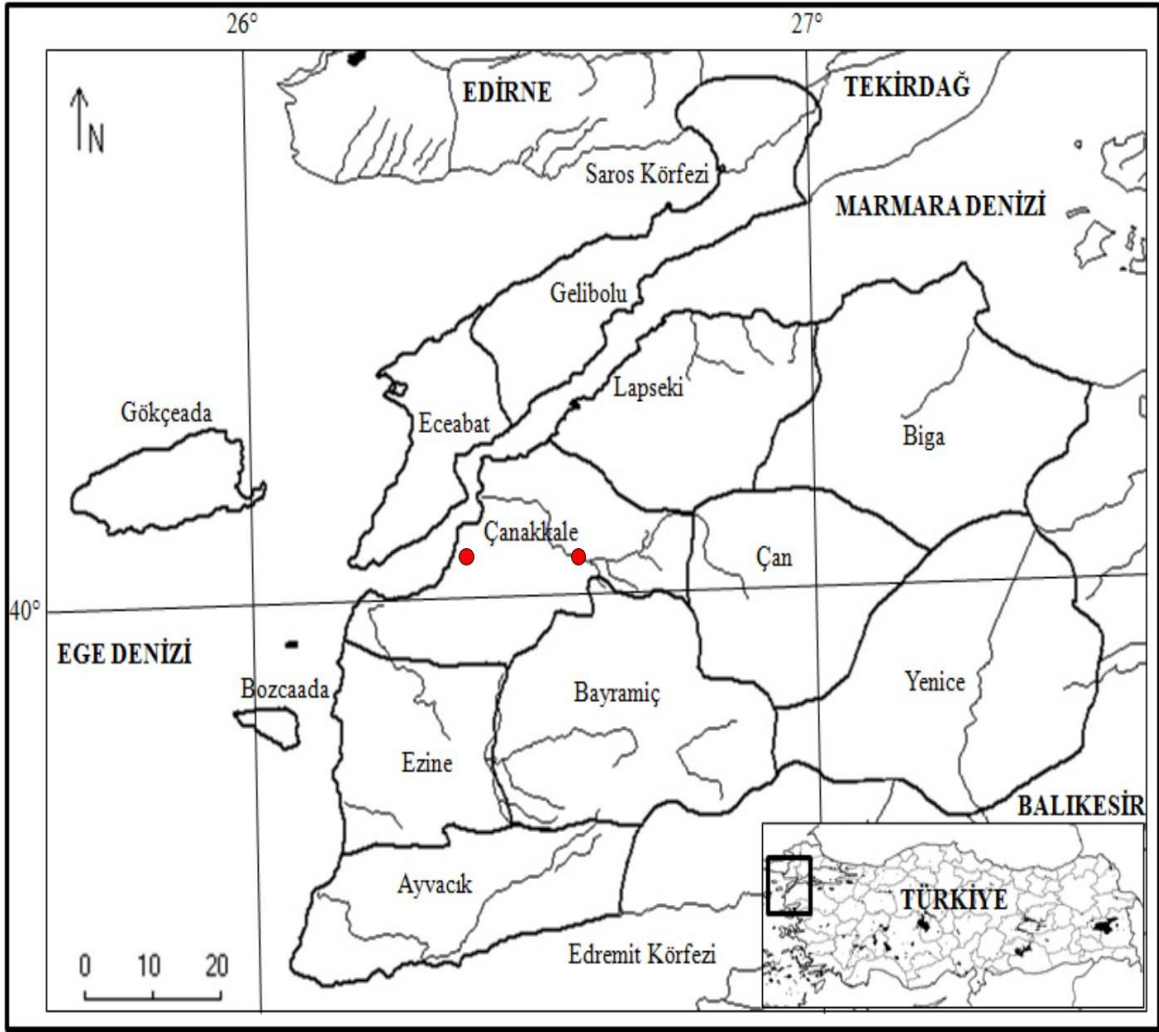 26°
27°
EDİRNE
TEKİRDAĞ
N
Saros Körfezi
MARMARA DENİZİ
Gelibolu
Lapseki
Gökçeada
Eceabat
Biga
Çanakkale
Çan
40°
EGE DENİZİ
Bozcaada
Bayramiç
Yenice
Ezine
BALIKESİR
Ayvacık
TÜRKİYE
Edremit Körfezi
0 10 20